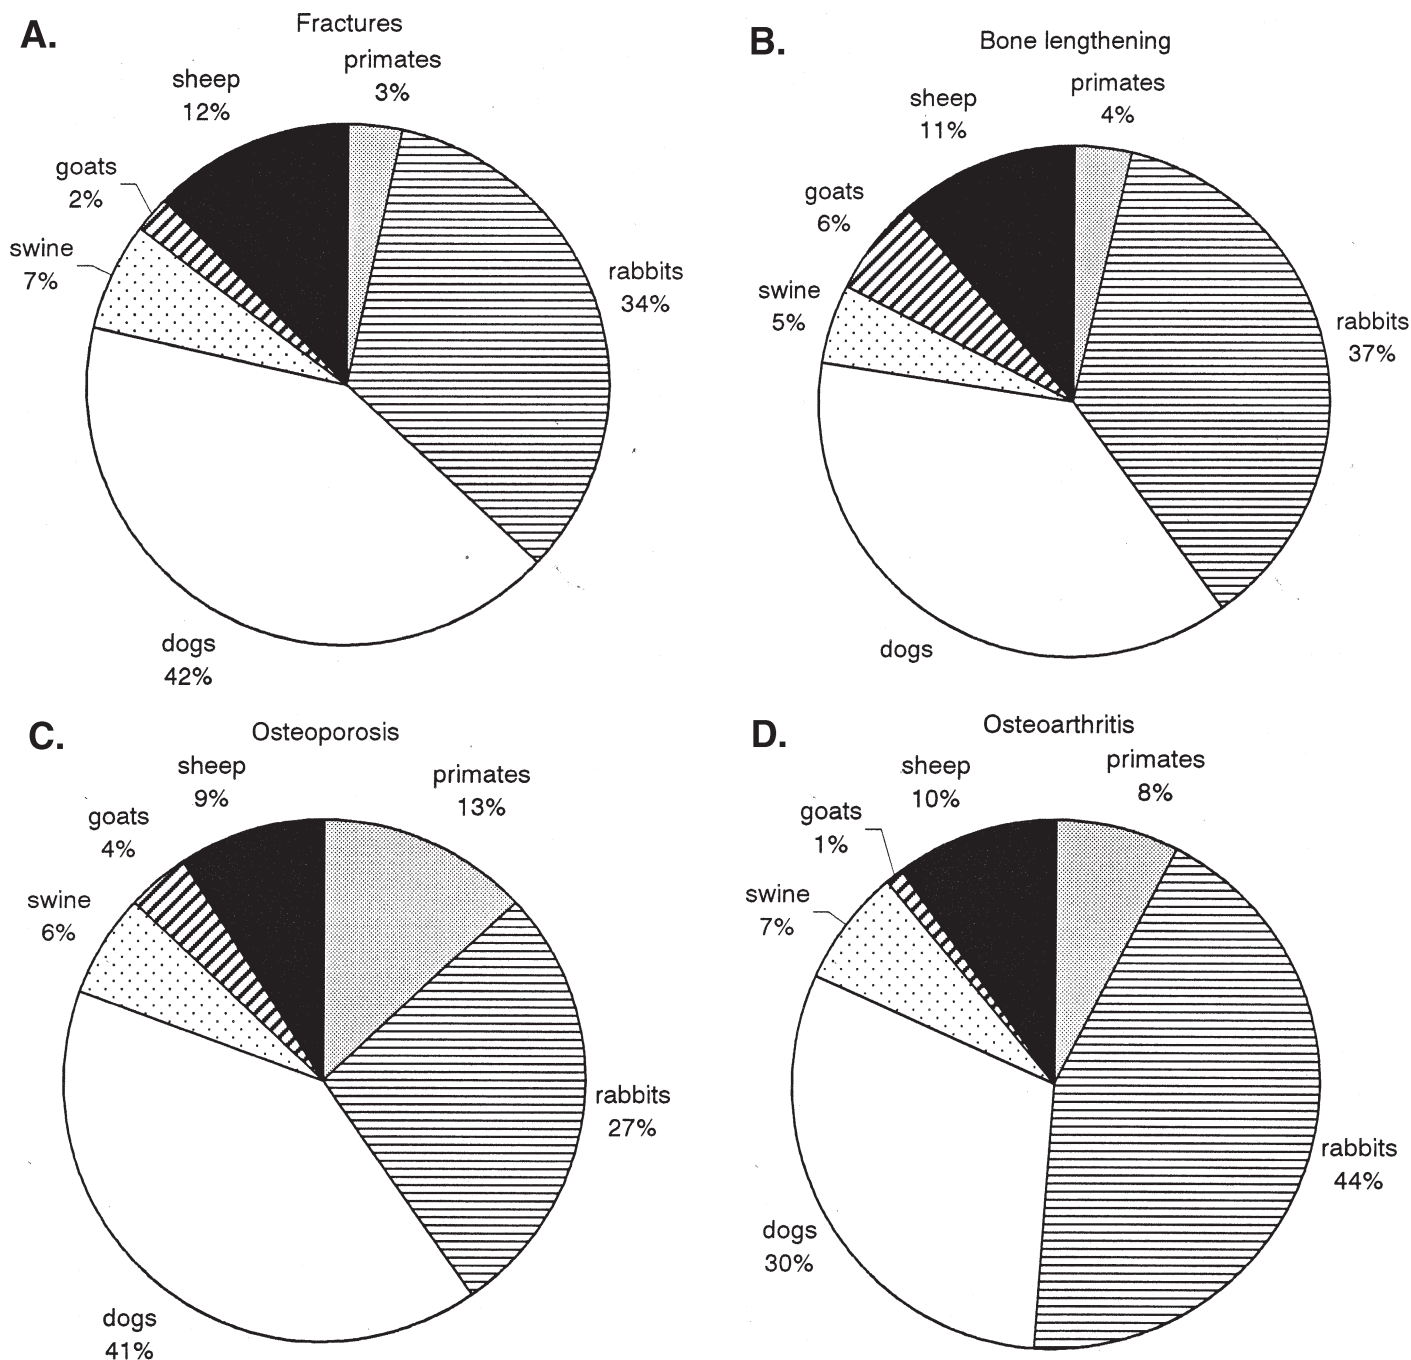 A.
Fractures
primates
3%
sheep
12%
goats
2%
swine
7%
rabbits
34%
dogs
42%
B.
Bone lengthening
primates
4%
sheep
11%
goats
6%
swine
5%
rabbits
37%
dogs
C.
Osteoporosis
sheep
9%
primates
13%
goats
4%
swine
6%
rabbits
27%
dogs
41%
D.
Osteoarthritis
primates
8%
sheep
10%
goats
1%
swine
7%
rabbits
44%
dogs
30%